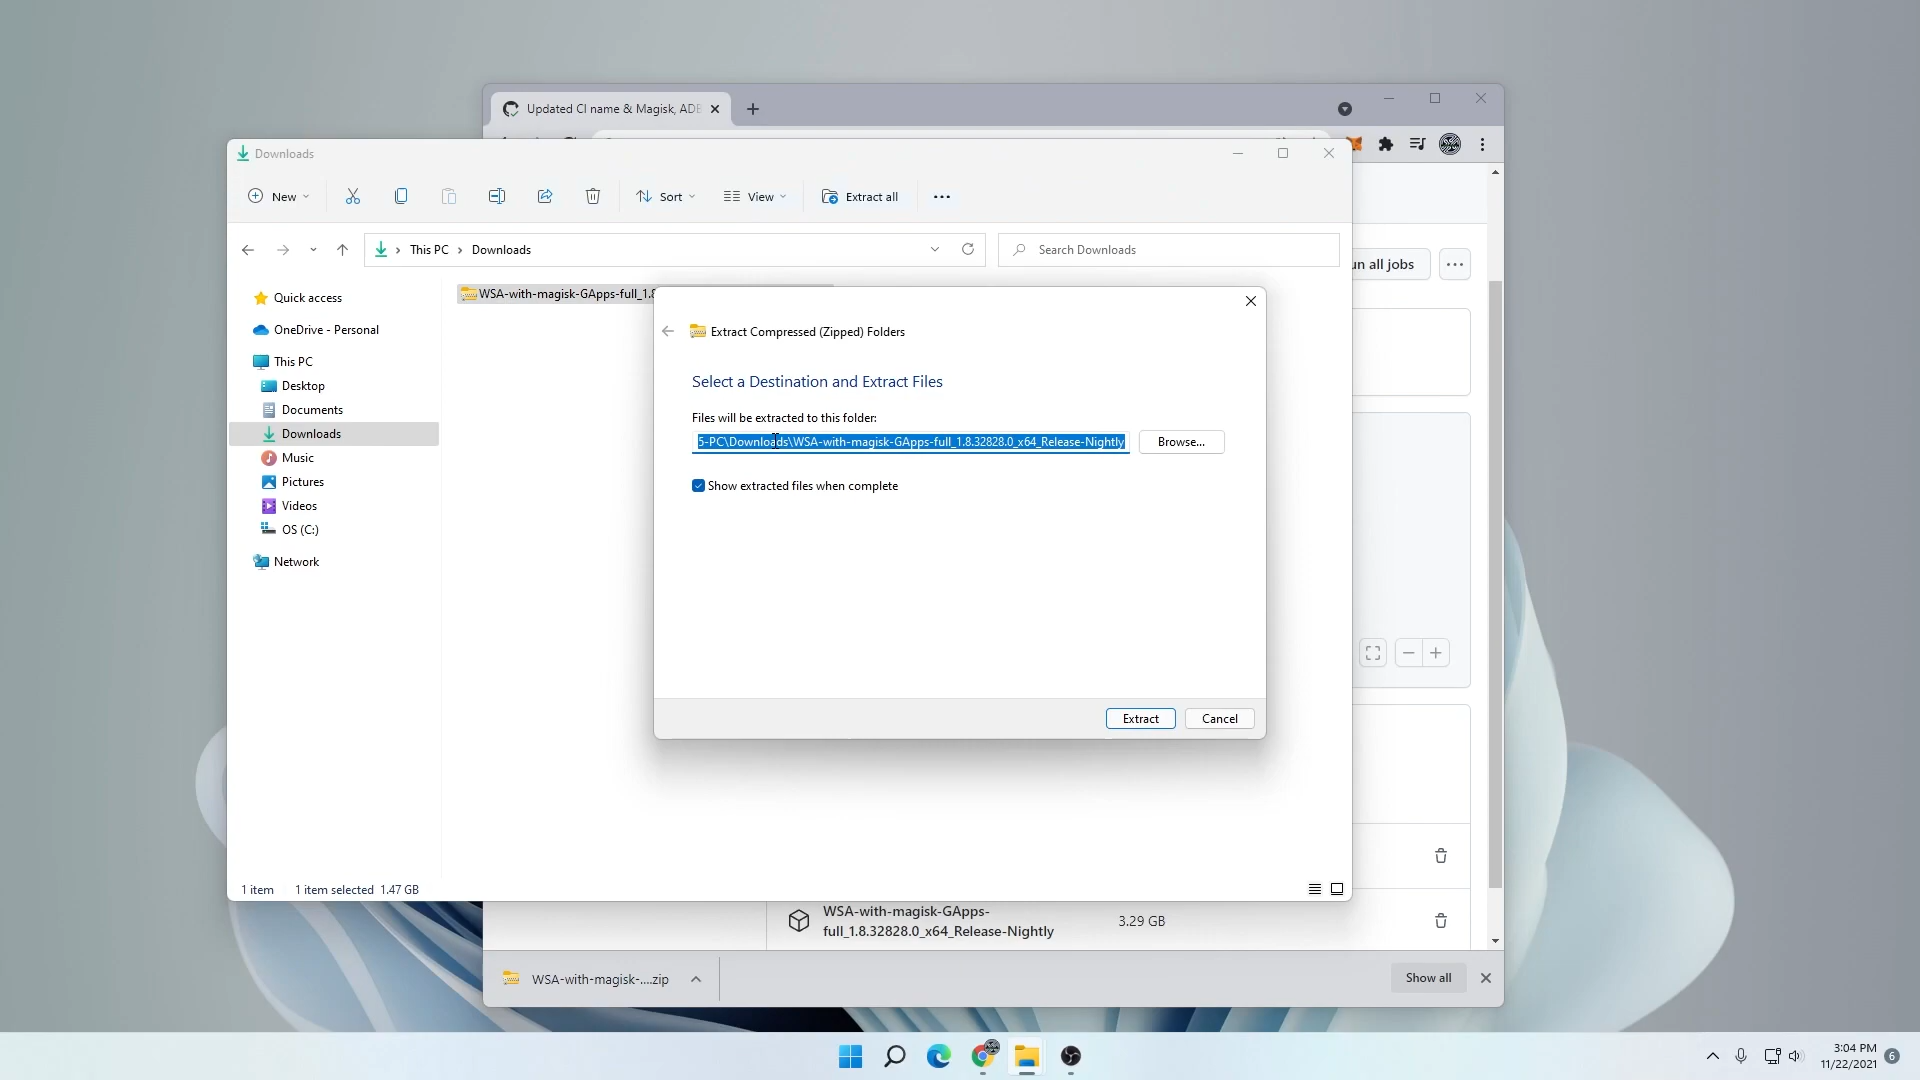 Updated CI name & Magisk, ADE
Downloads
New
Sort
View
Extract all
This PC
Downloads
Search Downloads
un all jobs
Quick access
OneDrive - Personal
This PC
Desktop
Documents
Downloads
Music
Pictures
Videos
OS (C:)
Network
WSA-with-magisk-GApps-full_1.8
Extract Compressed (Zipped) Folders
Select a Destination and Extract Files
Files will be extracted to this folder:
5-PC\Downloads\WSA-with-magisk-GApps-full_1.8.32828.0_x64_Release-Nightly
Browse...
Show extracted files when complete
Extract
Cancel
1 item
1 item selected 1.47 GB
WSA-with-magisk-GApps-
full_1.8.32828.0_x64_Release-Nightly
3.29 GB
WSA-with-magisk-....zip
Show all
3:04 PM
11/22/2021
6